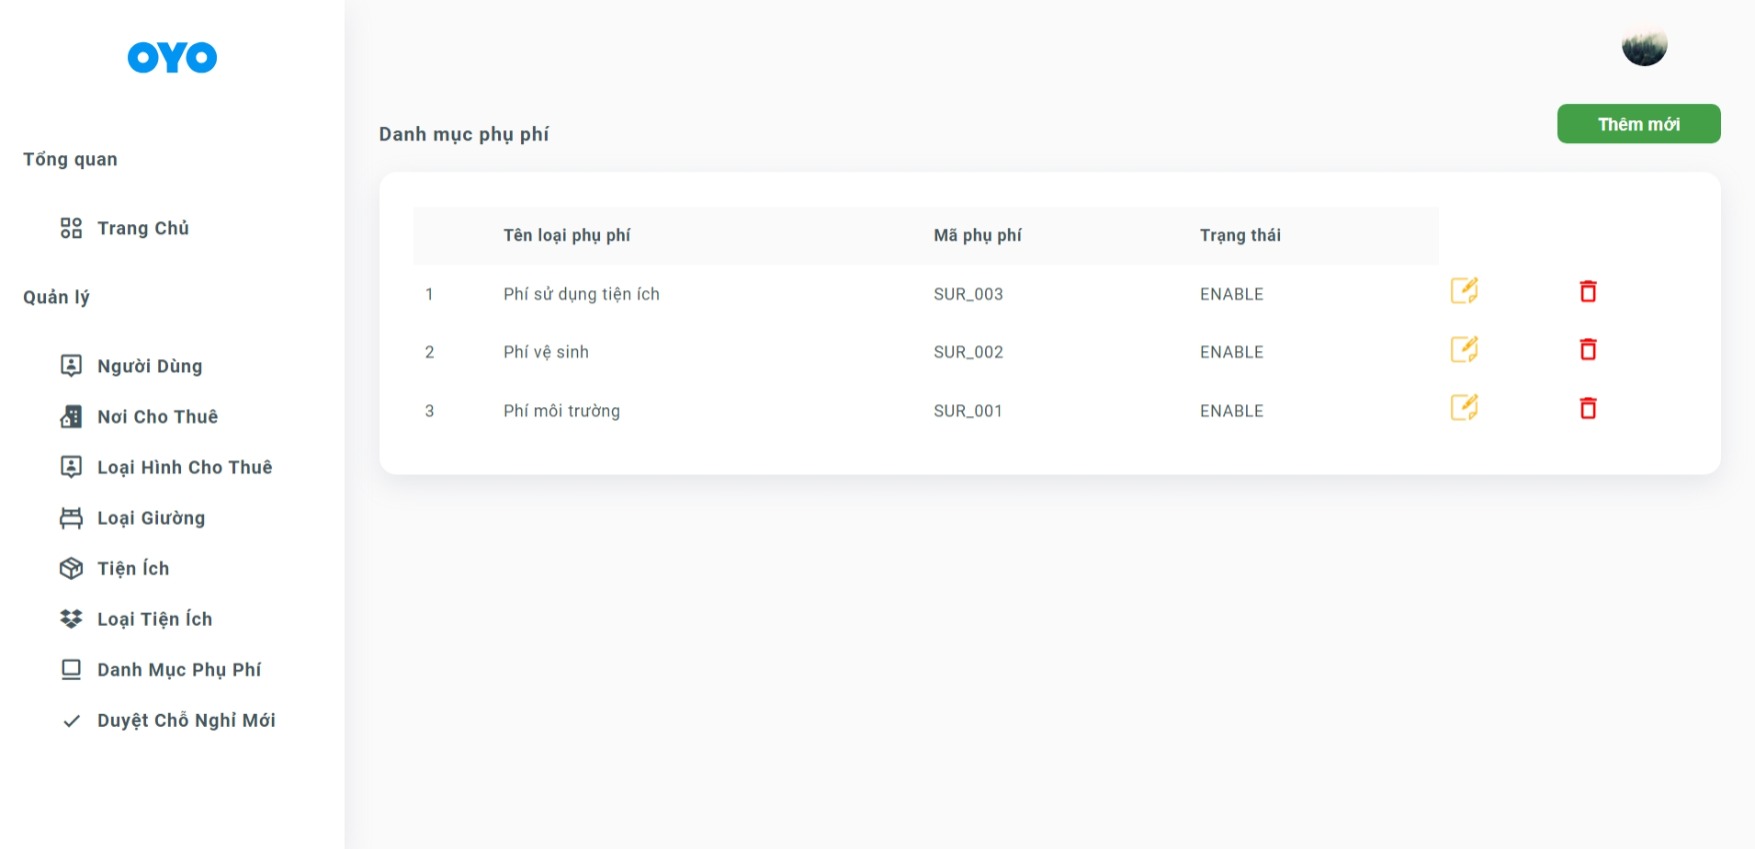 OYO
Tổng quan
Trang Chủ
Quản lý
Người Dùng
Nơi Cho Thuê
Loại Hình Cho Thuê
Loại Giường
Tiện Ích
Loại Tiện Ích
Danh Mục Phụ Phí
Duyệt Chỗ Nghỉ Mới
Danh mục phụ phí
Thêm mới
Tên loại phụ phí Mã phụ phí Trạng thái
1 Phí sử dụng tiện ích SUR_003 ENABLE
2 Phí vệ sinh SUR_002 ENABLE
3 Phí môi trường SUR_001 ENABLE